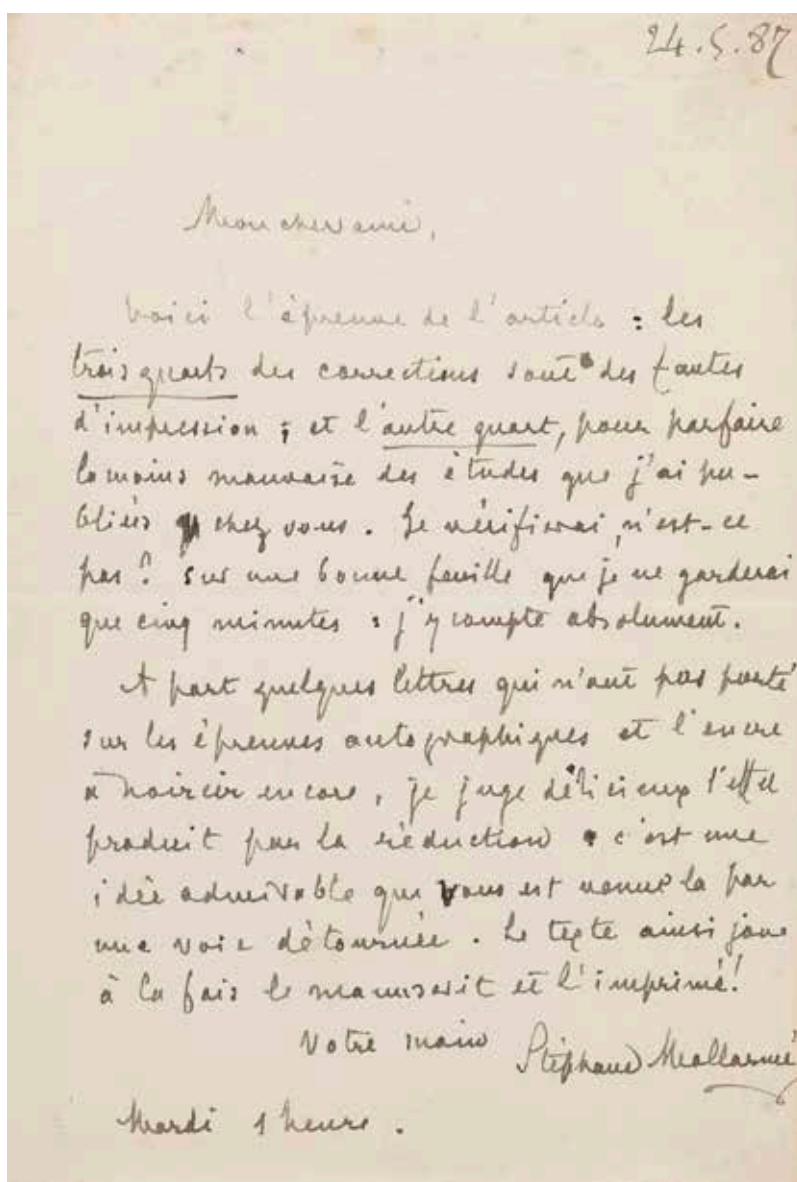 24.5.87
Mon cher ami,
Voici l'épreuve de l'article : les
trois quarts des corrections sont des fautes
d'impression ; et l'autre quart, pour parfaire
la moins mauvaise des études que j'ai pu-
bliées chez vous. Je vérifierai, n'est-ce
pas ? sur une bonne feuille que je ne garderai
que cinq minutes : j'y compte absolument.
A part quelques lettres qui n'ont pas porté
sur les épreuves autographiques et l'encre
à noircir encore, je juge délicieux l'effet
produit par la réduction : c'est une
idée admirable qui vous est venue là par
une voie détournée. Le texte ainsi joue
à la fois le manuscrit et l'imprimé !
Votre main Stéphane Mallarmé
Mardi 1 heure.